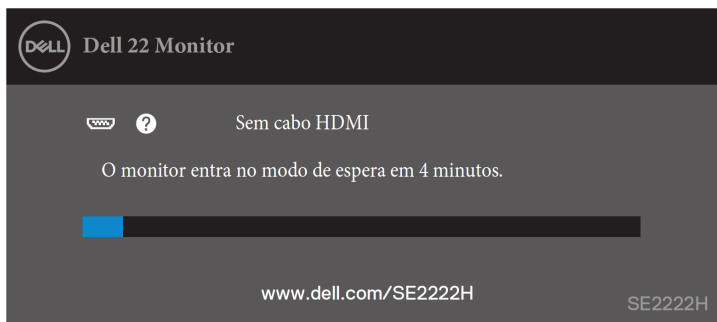 DELL Dell 22 Monitor
Sem cabo HDMI
O monitor entra no modo de espera em 4 minutos.
www.dell.com/SE2222H
SE2222H